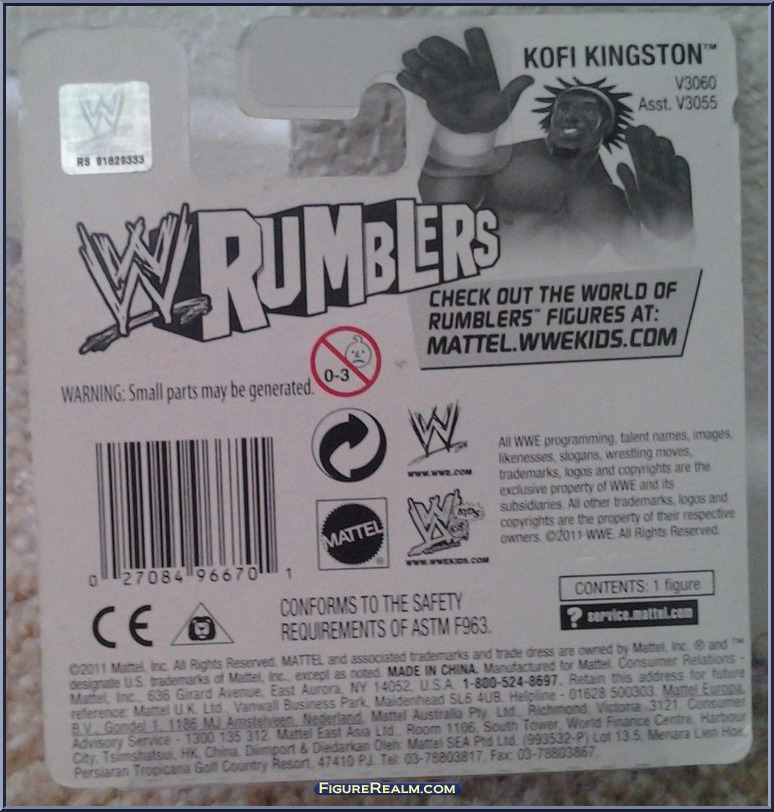 KOFI KINGSTON™
V3060
Asst. V3055
W
RS 01829333
W RUMBLERS
CHECK OUT THE WORLD OF
RUMBLERS™ FIGURES AT:
MATTEL.WWEKIDS.COM
0-3
WARNING: Small parts may be generated.
W
WWW.WWE.COM
All WWE programming, talent names, images,
likenesses, slogans, wrestling moves,
trademarks, logos and copyrights are the
exclusive property of WWE and its
subsidiaries. All other trademarks, logos and
copyrights are the property of their respective
owners. ©2011 WWE. All Rights Reserved.
MATTEL®
W KIDS
WWW.WWEKIDS.COM
0 27084 96670 1
CE
CONFORMS TO THE SAFETY
REQUIREMENTS OF ASTM F963.
CONTENTS: 1 figure
? service.mattel.com
©2011 Mattel, Inc. All Rights Reserved. MATTEL and associated trademarks and trade dress are owned by Mattel, Inc. ® and ™
designate U.S. trademarks of Mattel, Inc., except as noted. MADE IN CHINA. Manufactured for Mattel. Consumer Relations -
Mattel, Inc., 636 Girard Avenue, East Aurora, NY 14052, U.S.A. 1-800-524-8697. Retain this address for future
reference: Mattel U.K. Ltd., Vanwall Business Park, Maidenhead SL6 4UB. Helpline - 01628 500303. Mattel Europa,
B.V., Gondel 1, 1186 MJ Amstelveen, Nederland. Mattel Australia Pty., Ltd., Richmond, Victoria. 3121. Consumer
Advisory Service - 1300 135 312. Mattel East Asia Ltd., Room 1106, South Tower, World Finance Centre, Harbour
City, Tsimshatsui, HK, China. Diimport & Diedarkan Oleh: Mattel SEA Ptd Ltd. (993532-P) Lot 13.5, Menara Lien Hoe,
Persiaran Tropicana Golf Country Resort, 47410 PJ. Tel: 03-78803817, Fax: 03-78803867.
FIGUREREALM.COM